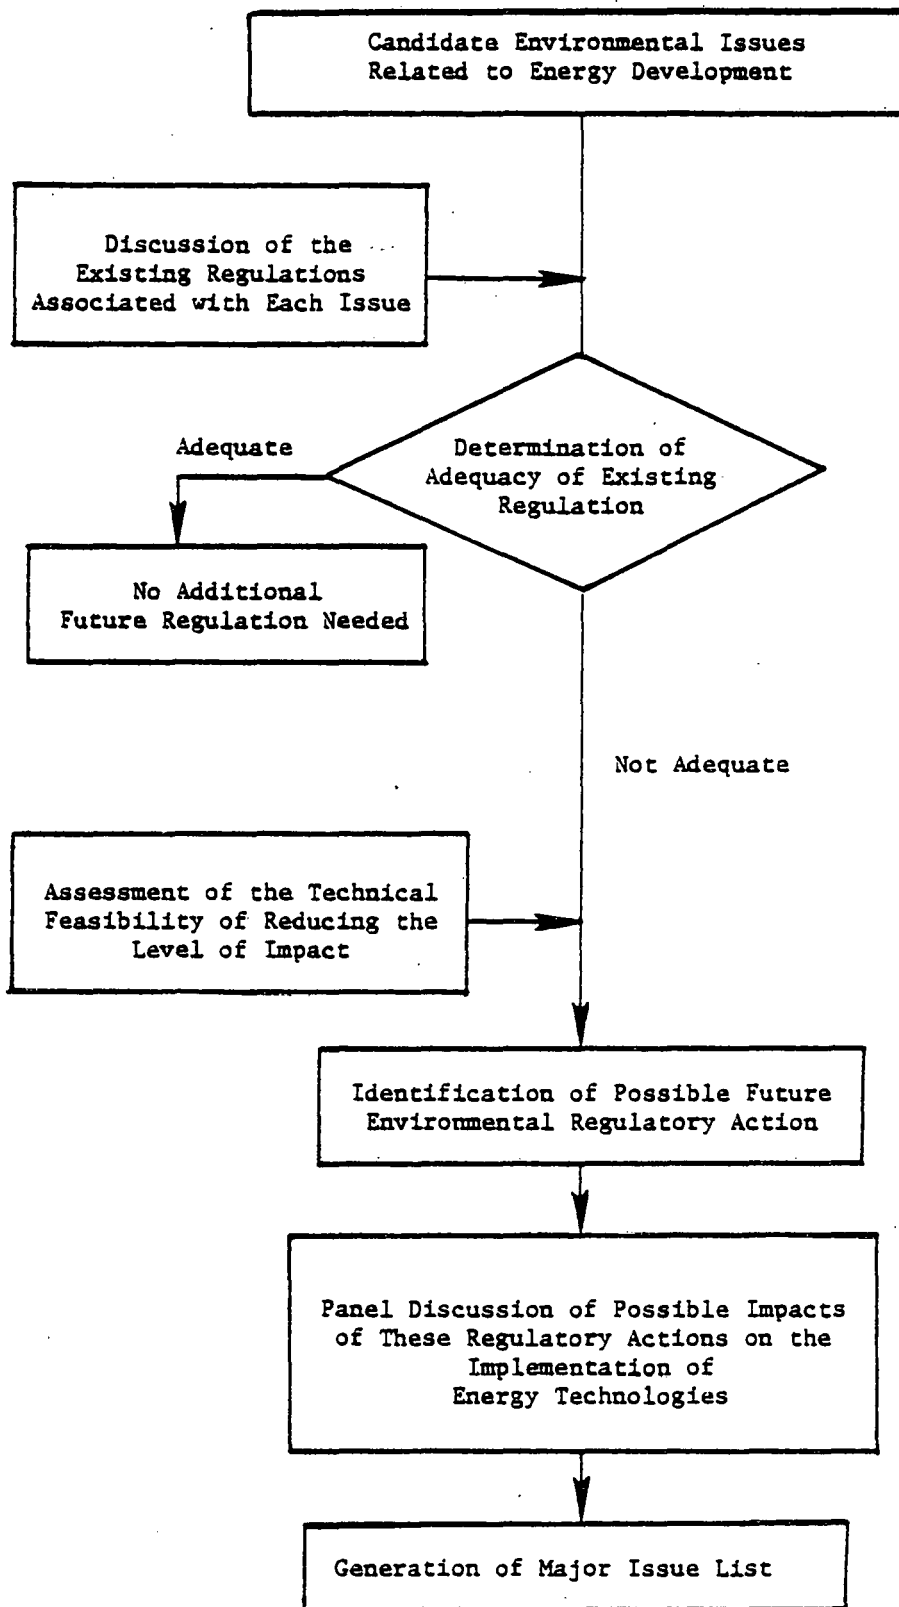 Candidate Environmental Issues
Related to Energy Development
Discussion of the
Existing Regulations
Associated with Each Issue
Determination of
Adequacy of Existing
Regulation
Adequate
No Additional
Future Regulation Needed
Not Adequate
Assessment of the Technical
Feasibility of Reducing the
Level of Impact
Identification of Possible Future
Environmental Regulatory Action
Panel Discussion of Possible Impacts
of These Regulatory Actions on the
Implementation of
Energy Technologies
Generation of Major Issue List